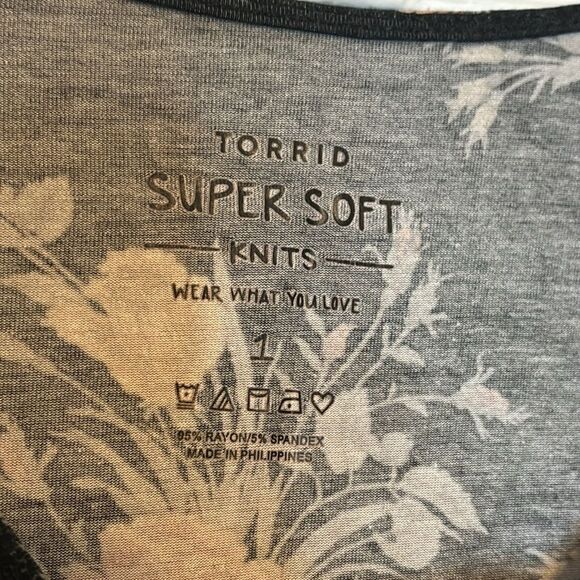 TORRID
SUPER SOFT
KNITS
WEAR WHAT YOU LOVE
1
95% RAYON/5% SPANDEX
MADE IN PHILIPPINES